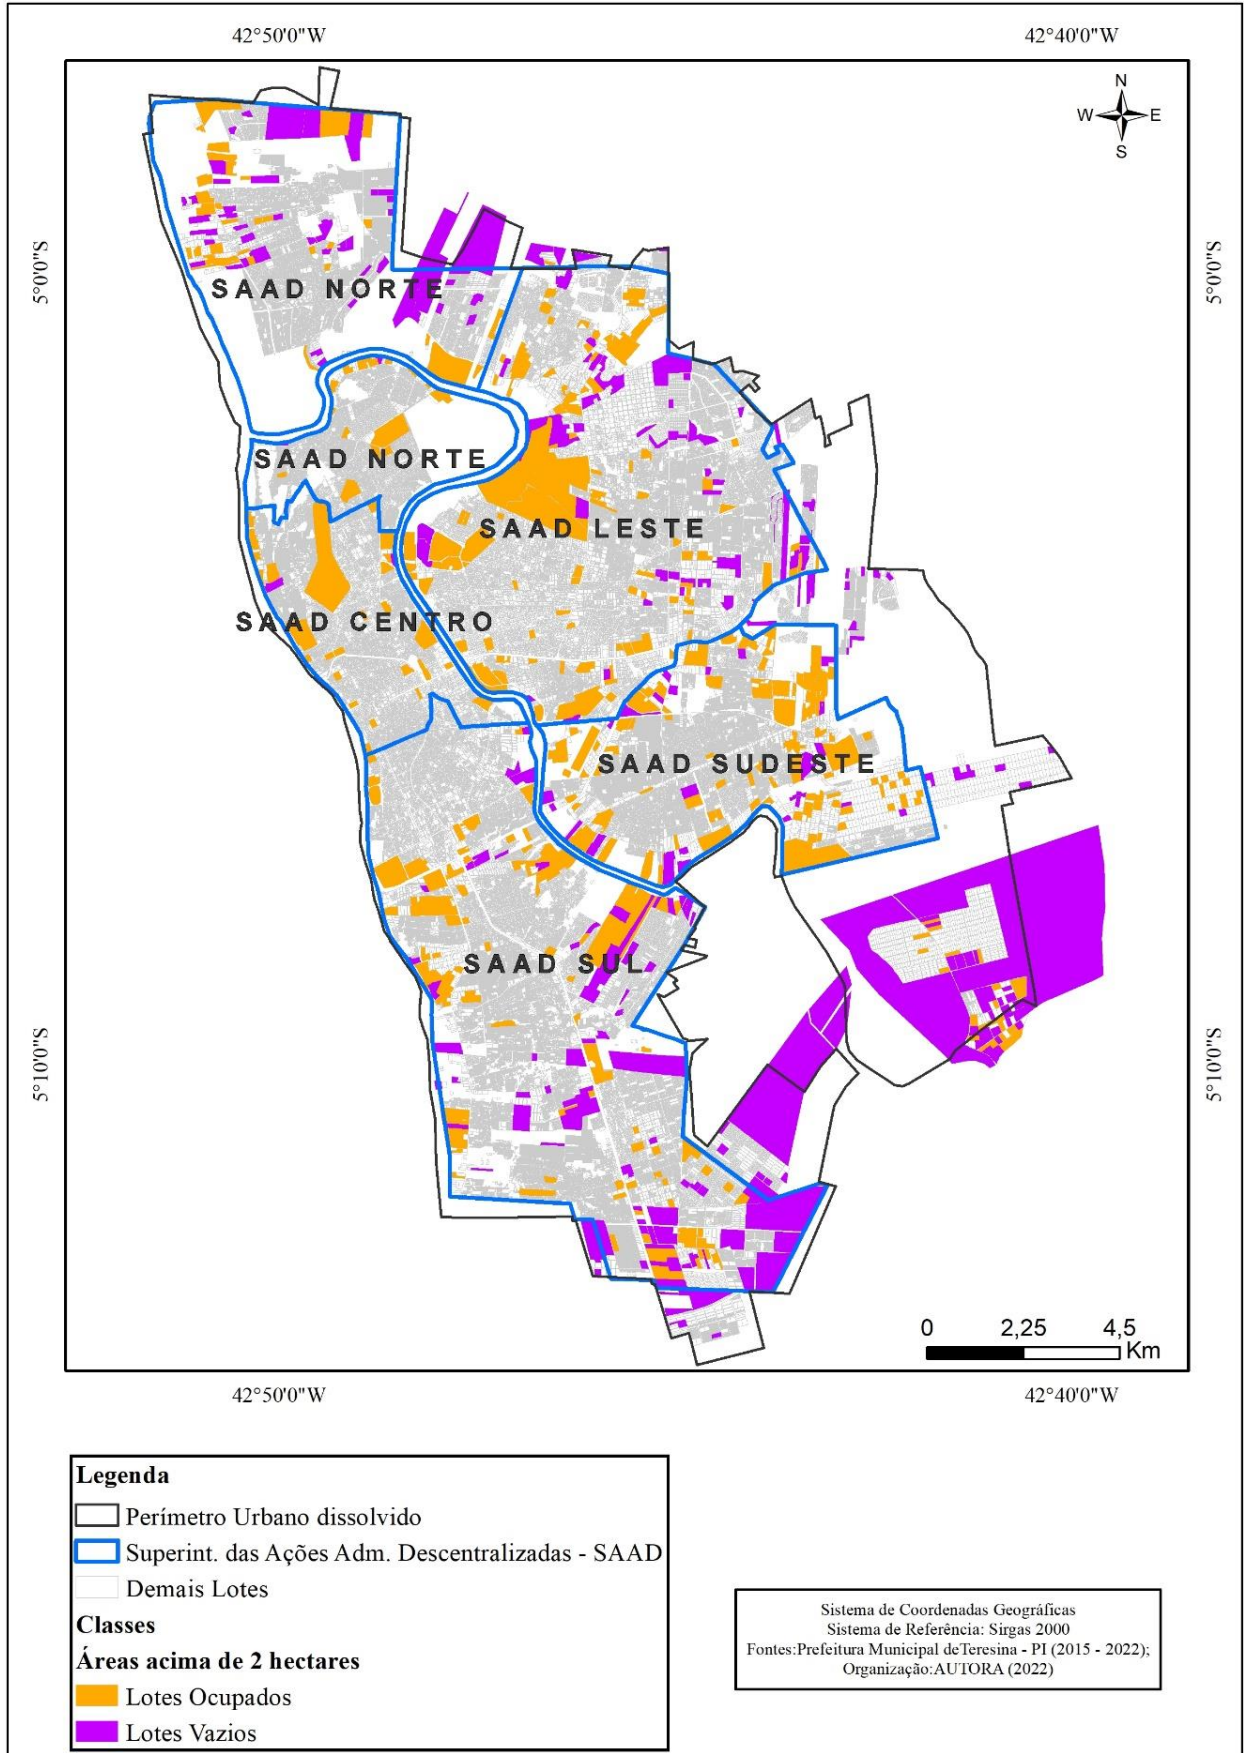 42°50'0"W
42°40'0"W
N
W
E
S
5°0'0"S
5°0'0"S
SAAD NORTE
SAAD NORTE
SAAD LESTE
SAAD CENTRO
SAAD SUDESTE
SAAD SUL
5°10'0"S
5°10'0"S
0 2,25 4,5
Km
42°50'0"W
42°40'0"W
Legenda
Perímetro Urbano dissolvido
Superint. das Ações Adm. Descentralizadas - SAAD
Demais Lotes
Classes
Áreas acima de 2 hectares
Lotes Ocupados
Lotes Vazios
Sistema de Coordenadas Geográficas
Sistema de Referência: Sirgas 2000
Fontes:Prefeitura Municipal deTeresina - PI (2015 - 2022);
Organização:AUTORA (2022)